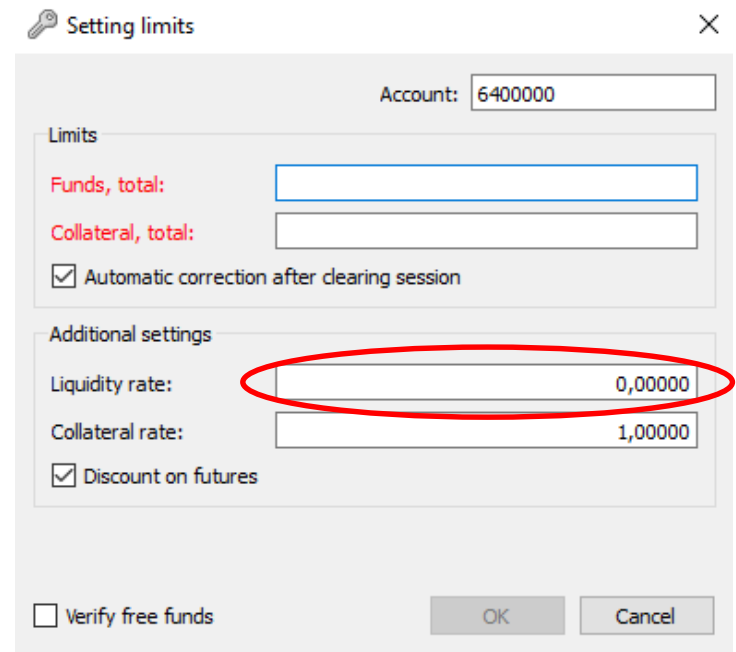 Setting limits
Account: 6400000
Limits
Funds, total:
Collateral, total:
Automatic correction after clearing session
Additional settings
Liquidity rate: 0,00000
Collateral rate: 1,00000
Discount on futures
Verify free funds OK Cancel